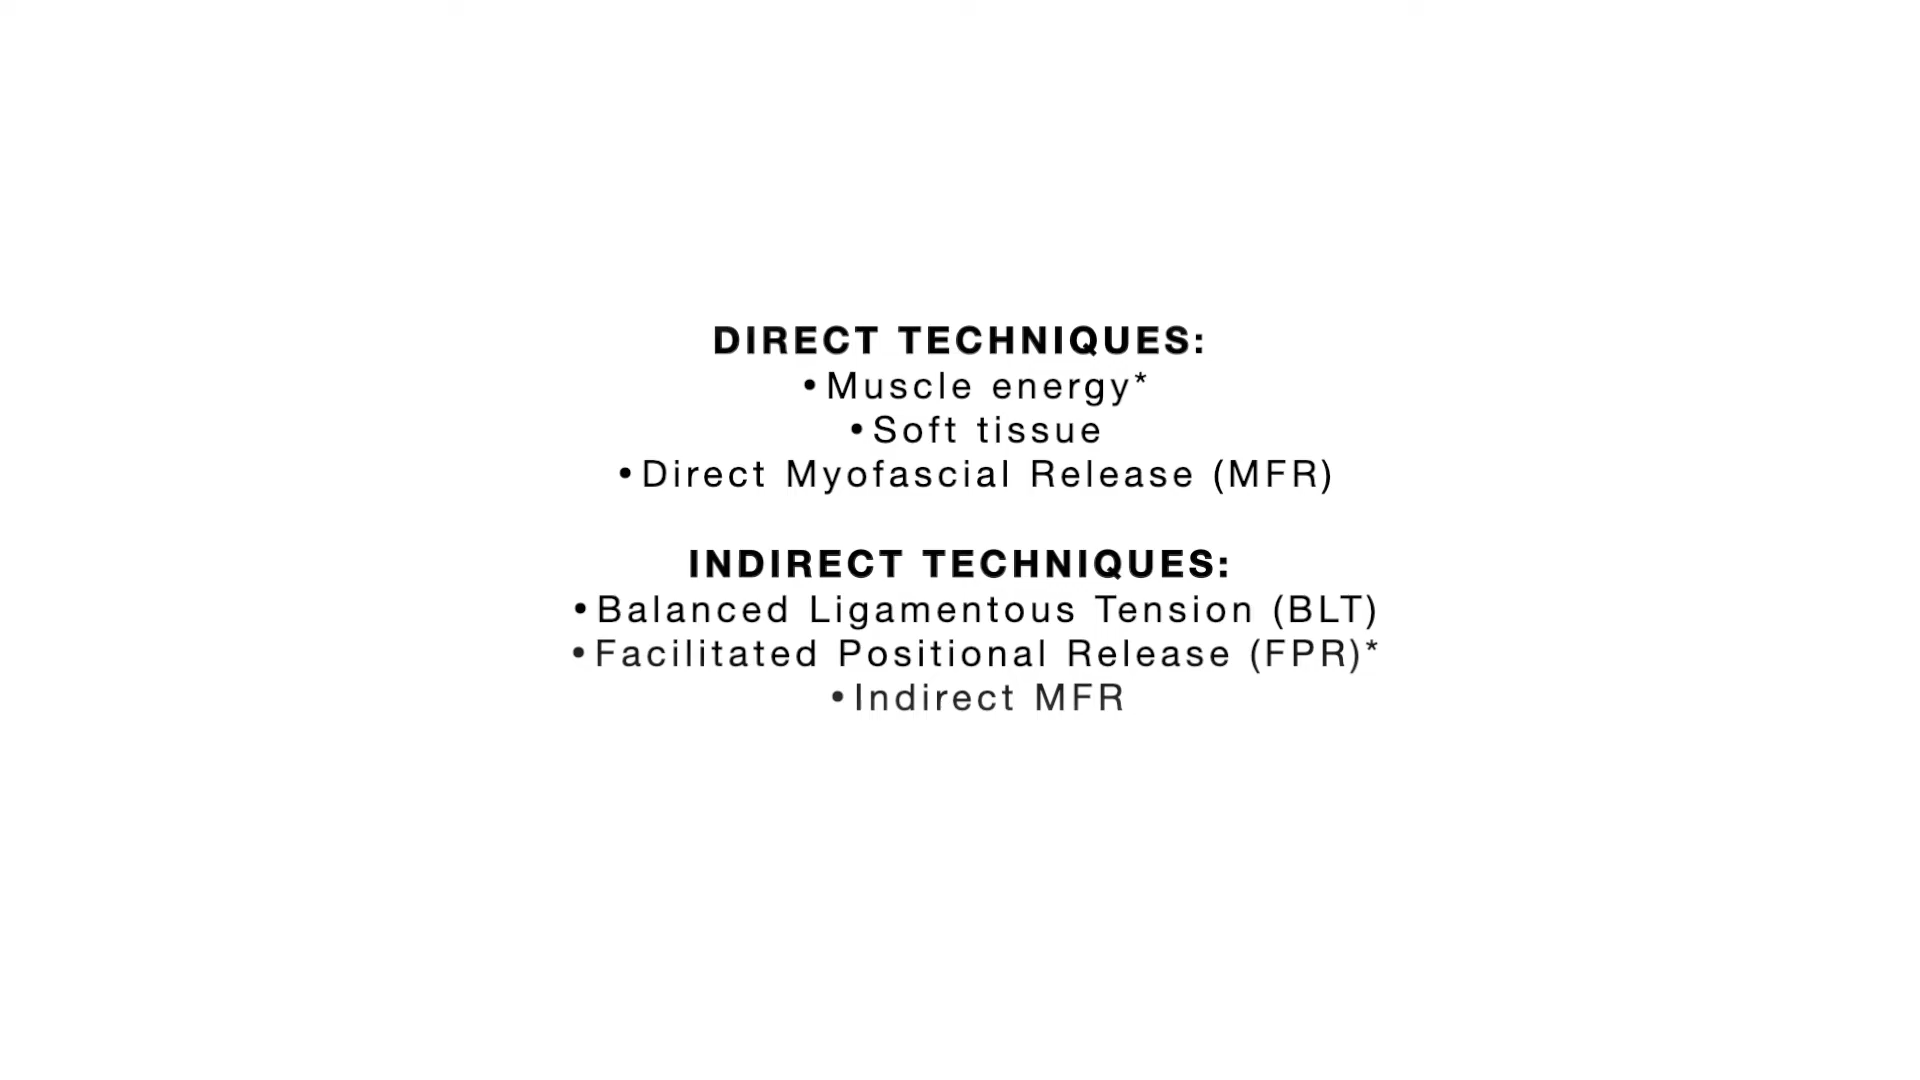 DIRECT TECHNIQUES:
•Muscle energy*
•Soft tissue
•Direct Myofascial Release (MFR)
INDIRECT TECHNIQUES:
•Balanced Ligamentous Tension (BLT)
•Facilitated Positional Release (FPR)*
•Indirect MFR